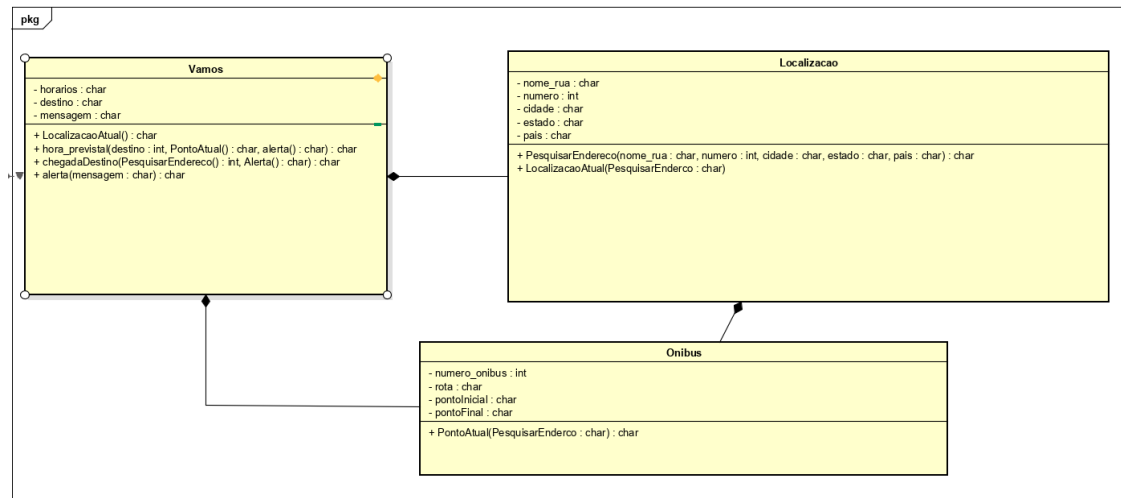 pkg
Vamos
- horarios : char
- destino : char
- mensagem : char
+ LocalizacaoAtual() : char
+ hora_prevista(destino : int, PontoAtual() : char, alerta() : char) : char
+ chegadaDestino(PesquisarEndereco() : int, Alerta() : char) : char
+ alerta(mensagem : char) : char
Localizacao
- nome_rua : char
- numero : int
- cidade : char
- estado : char
- pais : char
+ PesquisarEndereco(nome_rua : char, numero : int, cidade : char, estado : char, pais : char) : char
+ LocalizacaoAtual(PesquisarEnderco : char)
Onibus
- numero_onibus : int
- rota : char
- pontoInicial : char
- pontoFinal : char
+ PontoAtual(PesquisarEnderco : char) : char